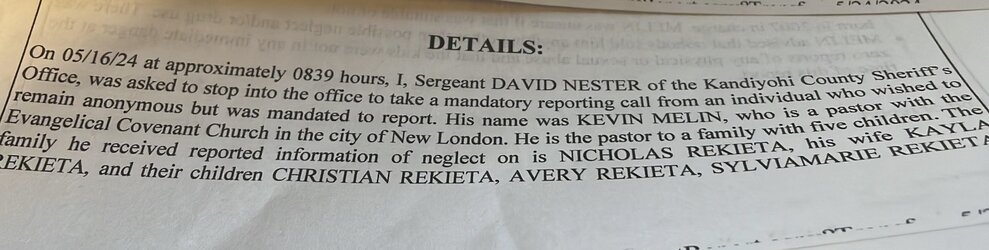 DETAILS:
On 05/16/24 at approximately 0839 hours, I, Sergeant DAVID NESTER of the Kandiyohi County Sheriff's
Office, was asked to stop into the office to take a mandatory reporting call from an individual who wished to
remain anonymous but was mandated to report. His name was KEVIN MELIN, who is a pastor with the
Evangelical Covenant Church in the city of New London. He is the pastor to a family with five children. The
family he received reported information of neglect on is NICHOLAS REKIETA, his wife KAYLA
REKIETA, and their children CHRISTIAN REKIETA, AVERY REKIETA, SYLVIAMARIE REKIETA